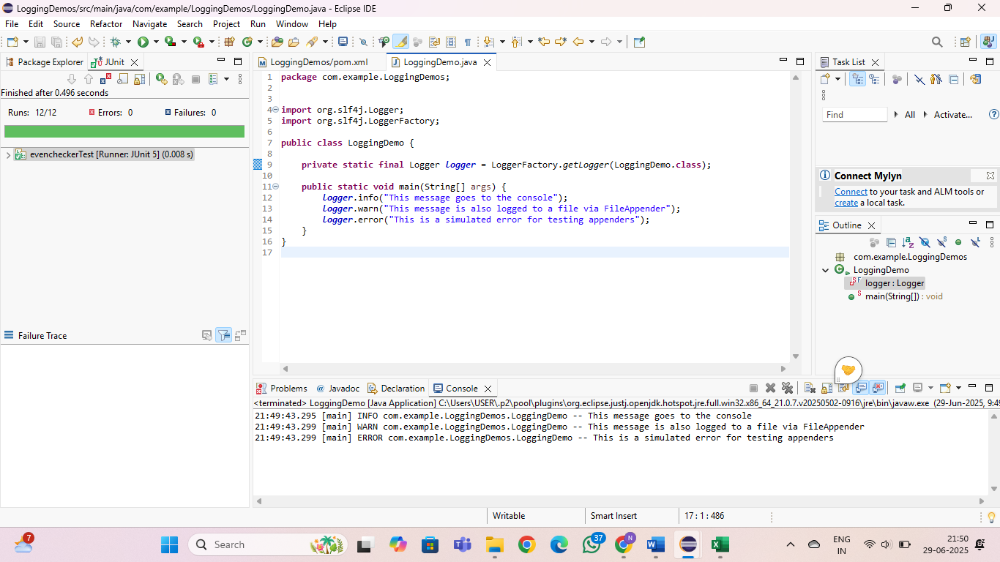 LoggingDemos/src/main/java/com/example/LoggingDemos/LoggingDemo.java - Eclipse IDE
File Edit Source Refactor Navigate Search Project Run Window Help
Package Explorer JUnit
Finished after 0.496 seconds
Runs: 12/12 Errors: 0 Failures: 0
evencheckerTest [Runner: JUnit 5] (0.008 s)
Failure Trace
LoggingDemos/pom.xml LoggingDemo.java
1 package com.example.LoggingDemos;
2
3
4 import org.slf4j.Logger;
5 import org.slf4j.LoggerFactory;
6
7 public class LoggingDemo {
8
9 private static final Logger logger = LoggerFactory.getLogger(LoggingDemo.class);
10
11 public static void main(String[] args) {
12 logger.info("This message goes to the console");
13 logger.warn("This message is also logged to a file via FileAppender");
14 logger.error("This is a simulated error for testing appenders");
15 }
16 }
17
Task List
Find All Activate...
Connect Mylyn
Connect to your task and ALM tools or
create a local task.
Outline
com.example.LoggingDemos
LoggingDemo
logger : Logger
main(String[]) : void
Problems Javadoc Declaration Console
<terminated> LoggingDemo [Java Application] C:\Users\USER\.p2\pool\plugins\org.eclipse.justj.openjdk.hotspot.jre.full.win32.x86_64_21.0.7.v20250502-0916\jre\bin\javaw.exe (29-Jun-2025, 9:49
21:49:43.295 [main] INFO com.example.LoggingDemos.LoggingDemo -- This message goes to the console
21:49:43.299 [main] WARN com.example.LoggingDemos.LoggingDemo -- This message is also logged to a file via FileAppender
21:49:43.299 [main] ERROR com.example.LoggingDemos.LoggingDemo -- This is a simulated error for testing appenders
Writable Smart Insert 17 : 1 : 486
7
Search
37
N
ENG
IN
21:50
29-06-2025